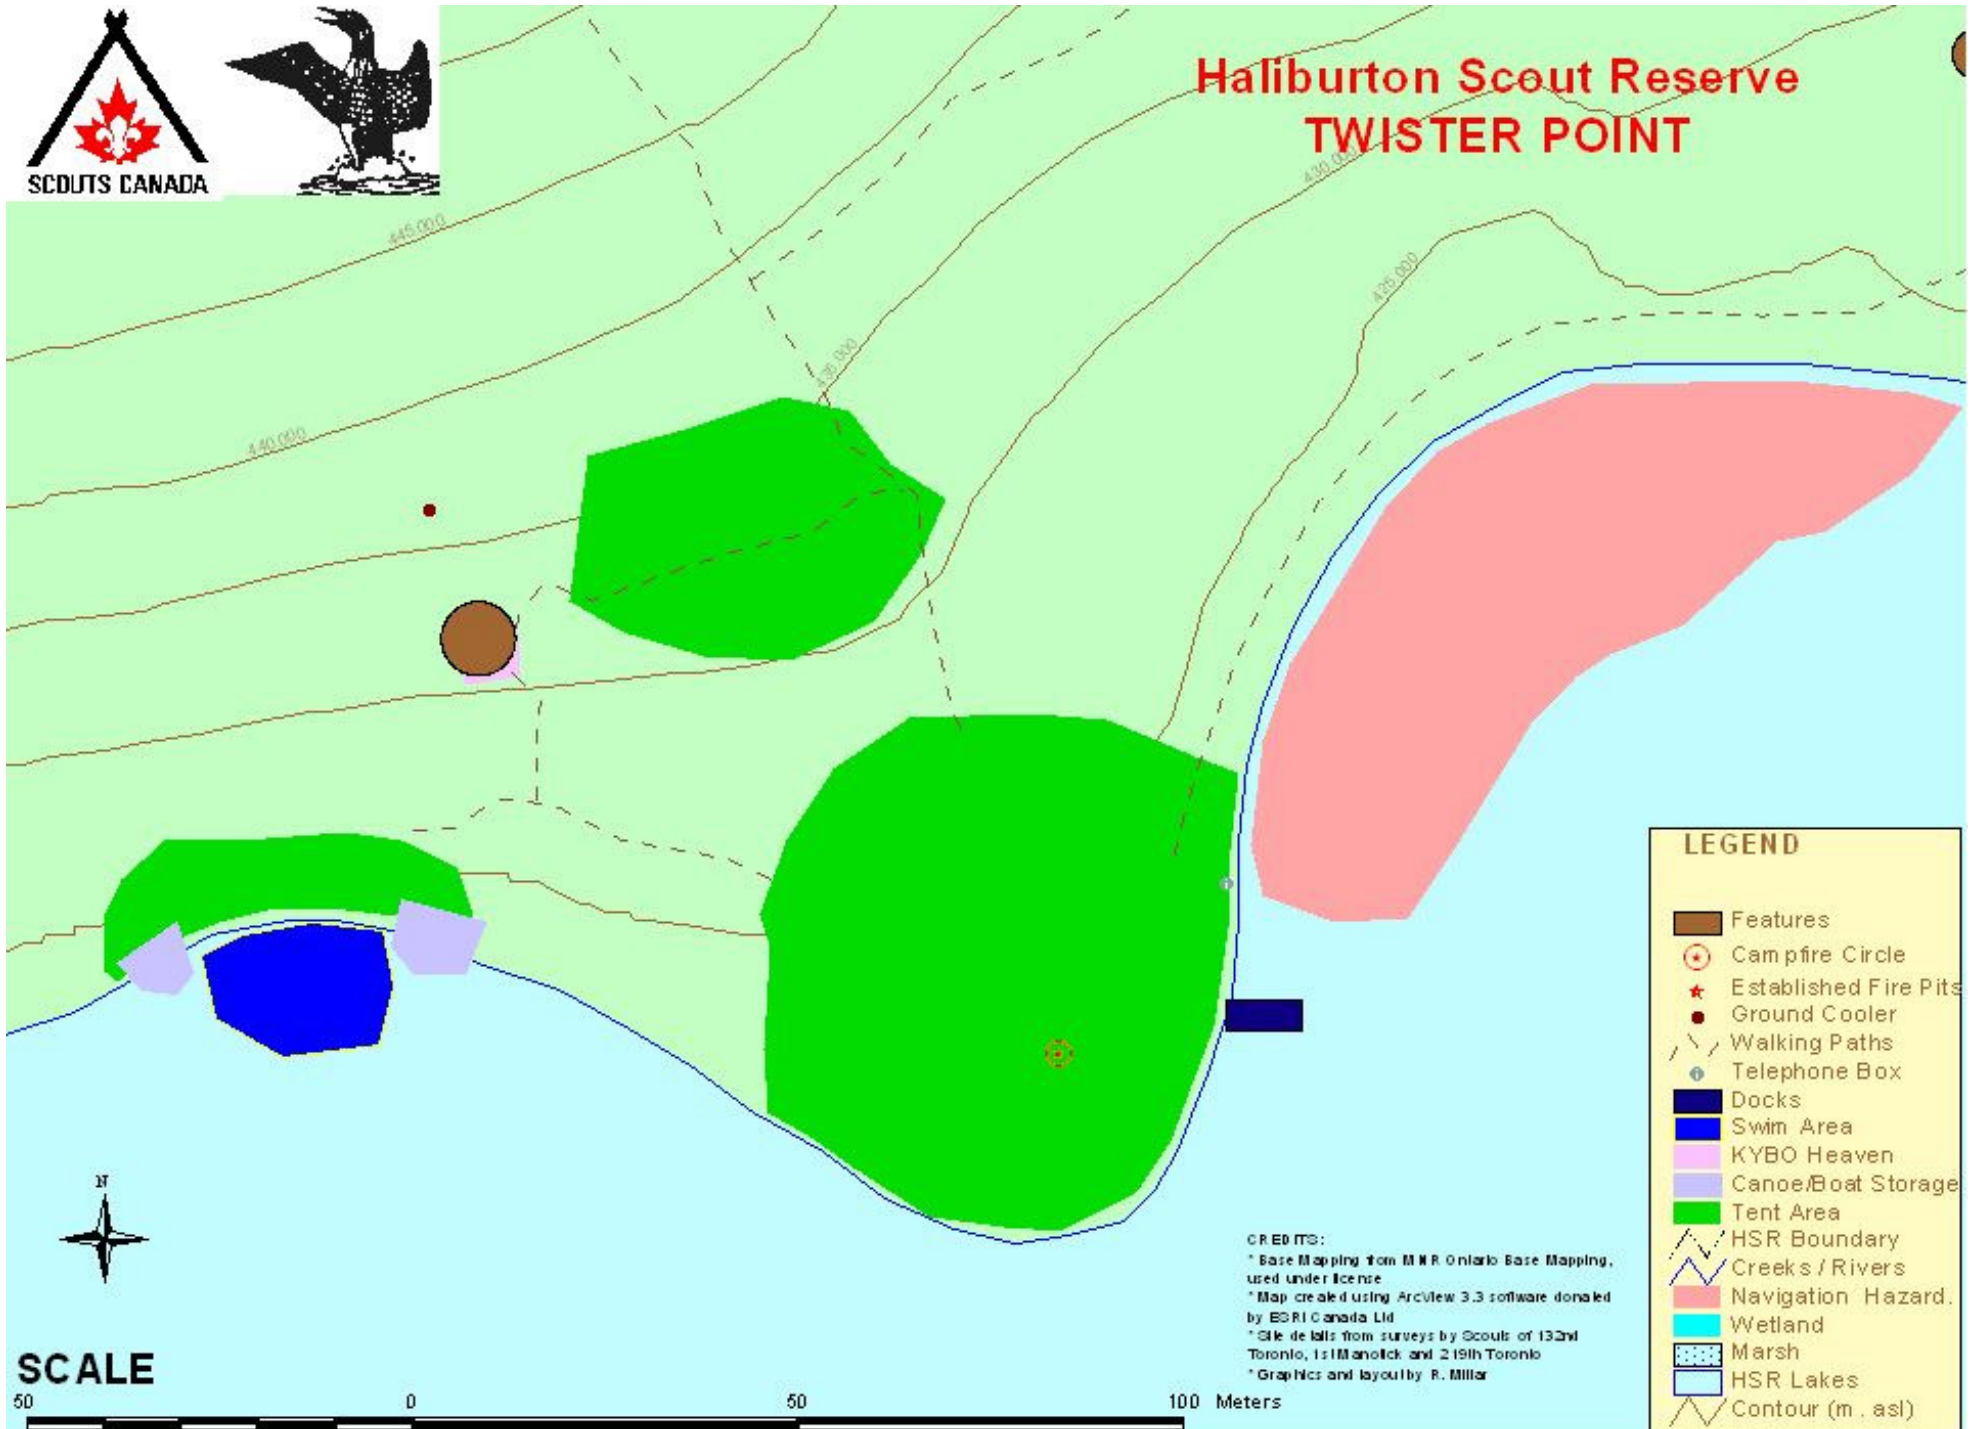 SCOUTS CANADA
Haliburton Scout Reserve
TWISTER POINT
445.000
430.000
425.000
435.000
440.000
LEGEND
Features
Campfire Circle
Established Fire Pits
Ground Cooler
Walking Paths
Telephone Box
Docks
Swim Area
KYBO Heaven
Canoe/Boat Storage
Tent Area
HSR Boundary
Creeks / Rivers
Navigation Hazard.
Wetland
Marsh
HSR Lakes
Contour (m. asl)
N
CREDITS:
* Base Mapping from MNR Ontario Base Mapping,
used under license
* Map created using ArcView 3.3 software donated
by ESRI Canada Ltd
* Site details from surveys by Scouts of 132nd
Toronto, 1st Manotick and 219th Toronto
* Graphics and layout by R. Millar
SCALE
50 0 50 100 Meters